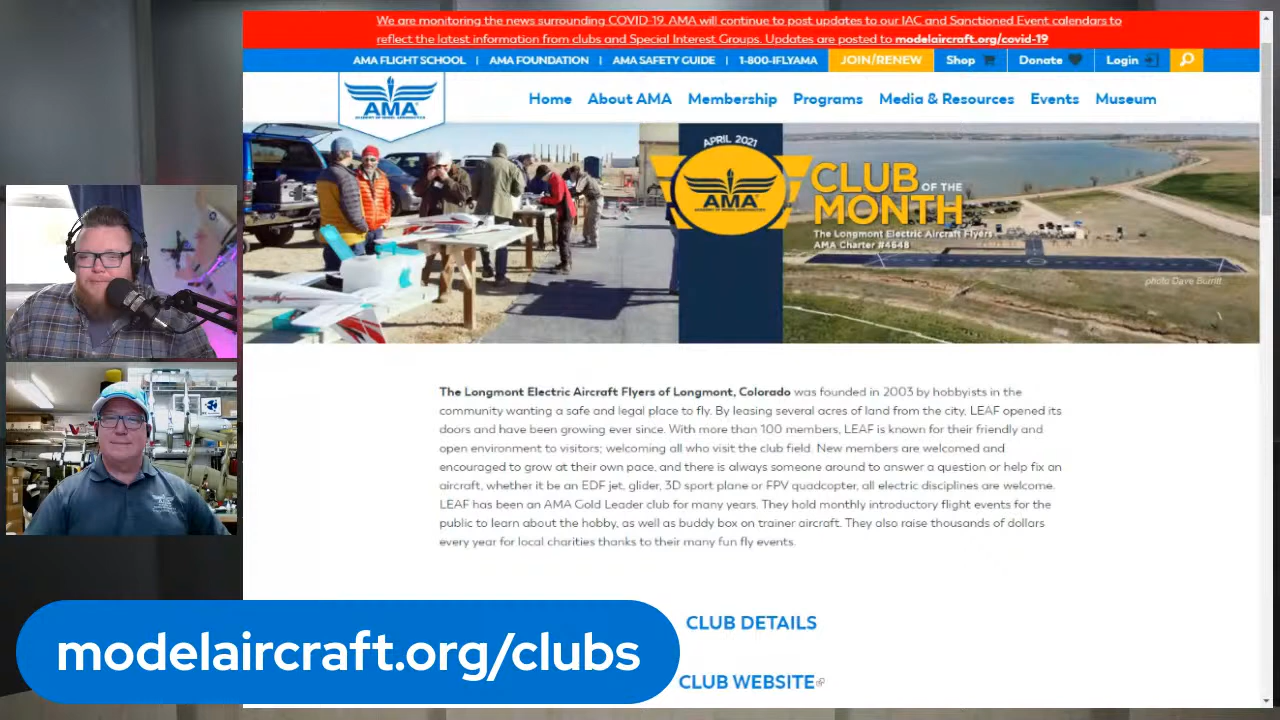 We are monitoring the news surrounding COVID-19. AMA will continue to post updates to our IAC and Sanctioned Event calendars to
reflect the latest information from clubs and Special Interest Groups. Updates are posted to modelaircraft.org/covid-19
AMA FLIGHT SCHOOL | AMA FOUNDATION | AMA SAFETY GUIDE | 1-800-IFLYAMA JOIN/RENEW Shop Donate Login
AMA
ACADEMY OF MODEL AERONAUTICS
Home About AMA Membership Programs Media & Resources Events Museum
APRIL 2021
AMA
ACADEMY OF MODEL AERONAUTICS
CLUB OF THE
MONTH
The Longmont Electric Aircraft Flyers
AMA Charter #4648
photo Dave Burritt
The Longmont Electric Aircraft Flyers of Longmont, Colorado was founded in 2003 by hobbyists in the
community wanting a safe and legal place to fly. By leasing several acres of land from the city, LEAF opened its
doors and have been growing ever since. With more than 100 members, LEAF is known for their friendly and
open environment to visitors; welcoming all who visit the club field. New members are welcomed and
encouraged to grow at their own pace, and there is always someone around to answer a question or help fix an
aircraft, whether it be an EDF jet, glider, 3D sport plane or FPV quadcopter, all electric disciplines are welcome.
LEAF has been an AMA Gold Leader club for many years. They hold monthly introductory flight events for the
public to learn about the hobby, as well as buddy box on trainer aircraft. They also raise thousands of dollars
every year for local charities thanks to their many fun fly events.
CLUB DETAILS
CLUB WEBSITE
modelaircraft.org/clubs